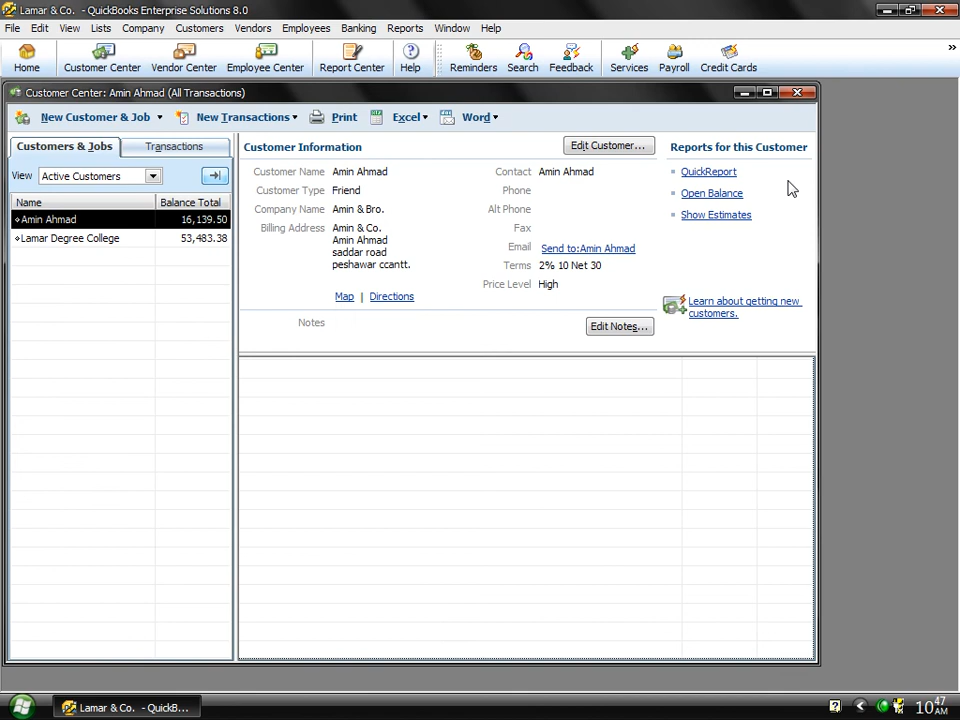 Lamar & Co. - QuickBooks Enterprise Solutions 8.0
File Edit View Lists Company Customers Vendors Employees Banking Reports Window Help
Home Customer Center Vendor Center Employee Center Report Center Help Reminders Search Feedback Services Payroll Credit Cards
Customer Center: Amin Ahmad (All Transactions)
New Customer & Job New Transactions Print Excel Word
Customers & Jobs Transactions
View Active Customers
Name Balance Total
Amin Ahmad 16,139.50
Lamar Degree College 53,483.38
Customer Information Edit Customer...
Customer Name Amin Ahmad
Customer Type Friend
Company Name Amin & Bro.
Billing Address Amin & Co.
Amin Ahmad
saddar road
peshawar ccantt.
Map | Directions
Contact Amin Ahmad
Phone
Alt Phone
Fax
Email Send to:Amin Ahmad
Terms 2% 10 Net 30
Price Level High
Notes Edit Notes...
Reports for this Customer
QuickReport
Open Balance
Show Estimates
Learn about getting new
customers.
Lamar & Co. - QuickB...
10:47 AM